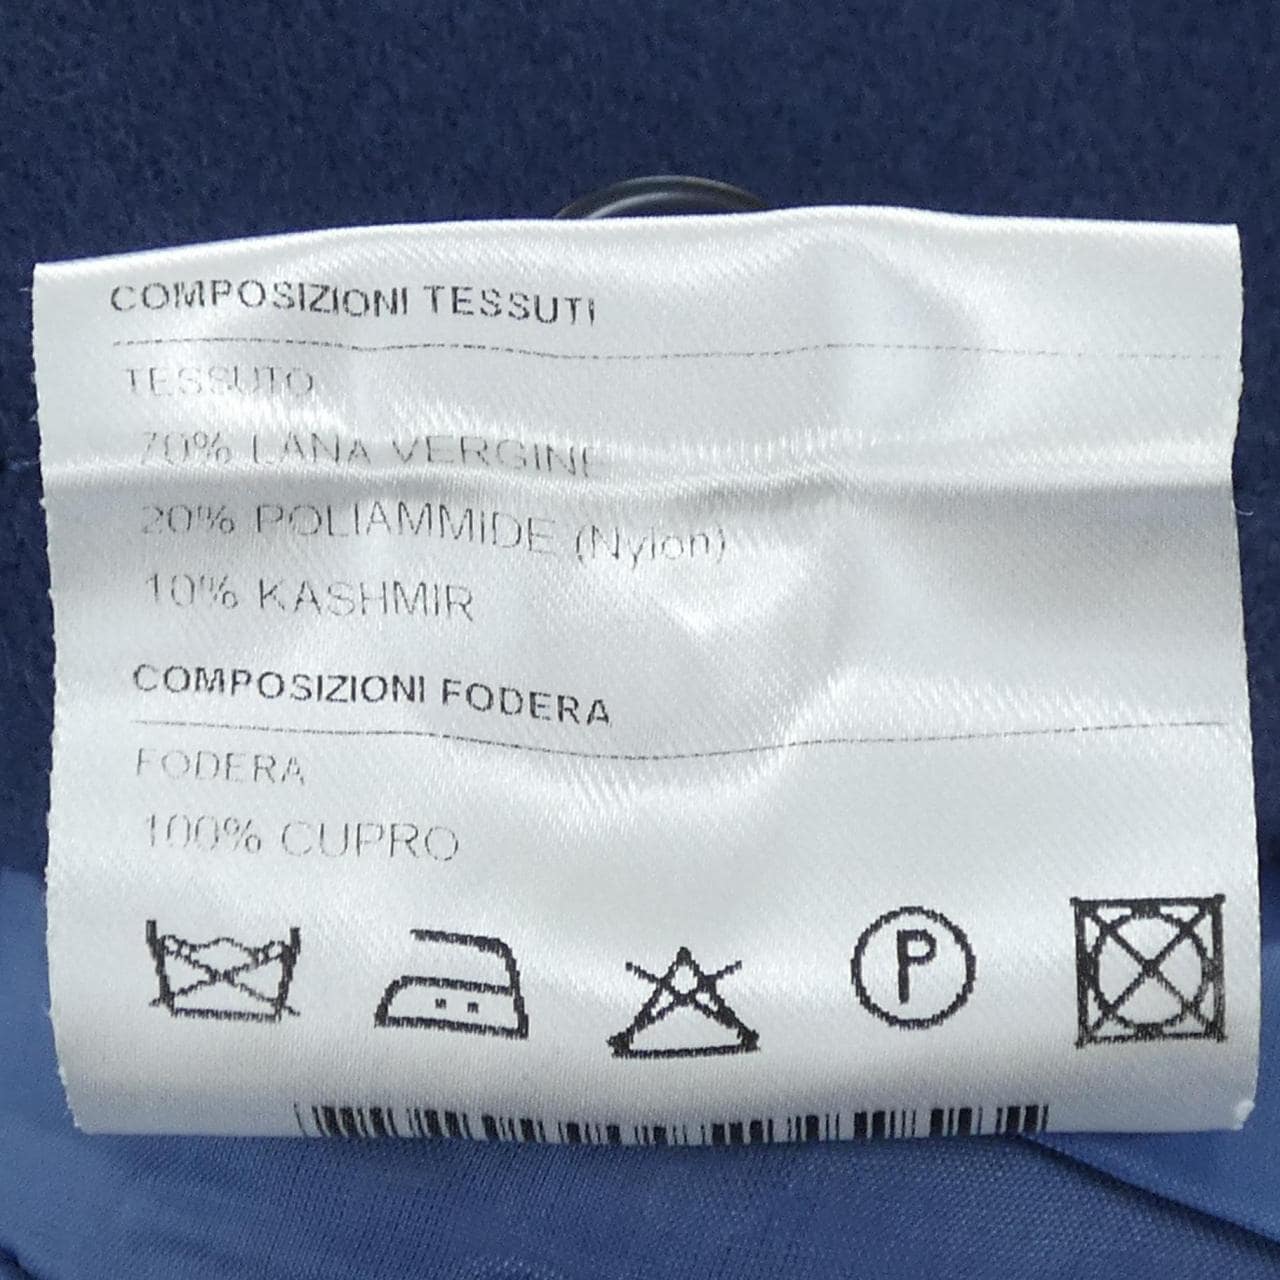 COMPOSIZIONI TESSUTI
TESSUTO
70% LANA VERGINE
20% POLIAMMIDE (Nylon)
10% KASHMIR
COMPOSIZIONI FODERA
FODERA
100% CUPRO
P